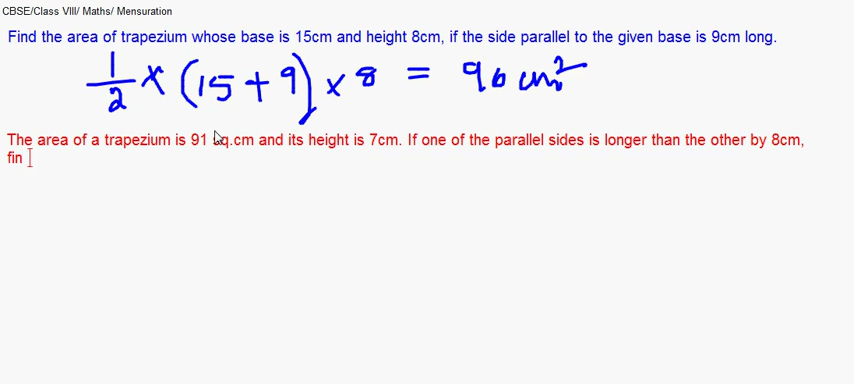 CBSE/Class VIII/ Maths/ Mensuration
Find the area of trapezium whose base is 15cm and height 8cm, if the side parallel to the given base is 9cm long.
1/2 × (15 + 9) × 8 = 96 cm²
The area of a trapezium is 91 sq.cm and its height is 7cm. If one of the parallel sides is longer than the other by 8cm,
fin